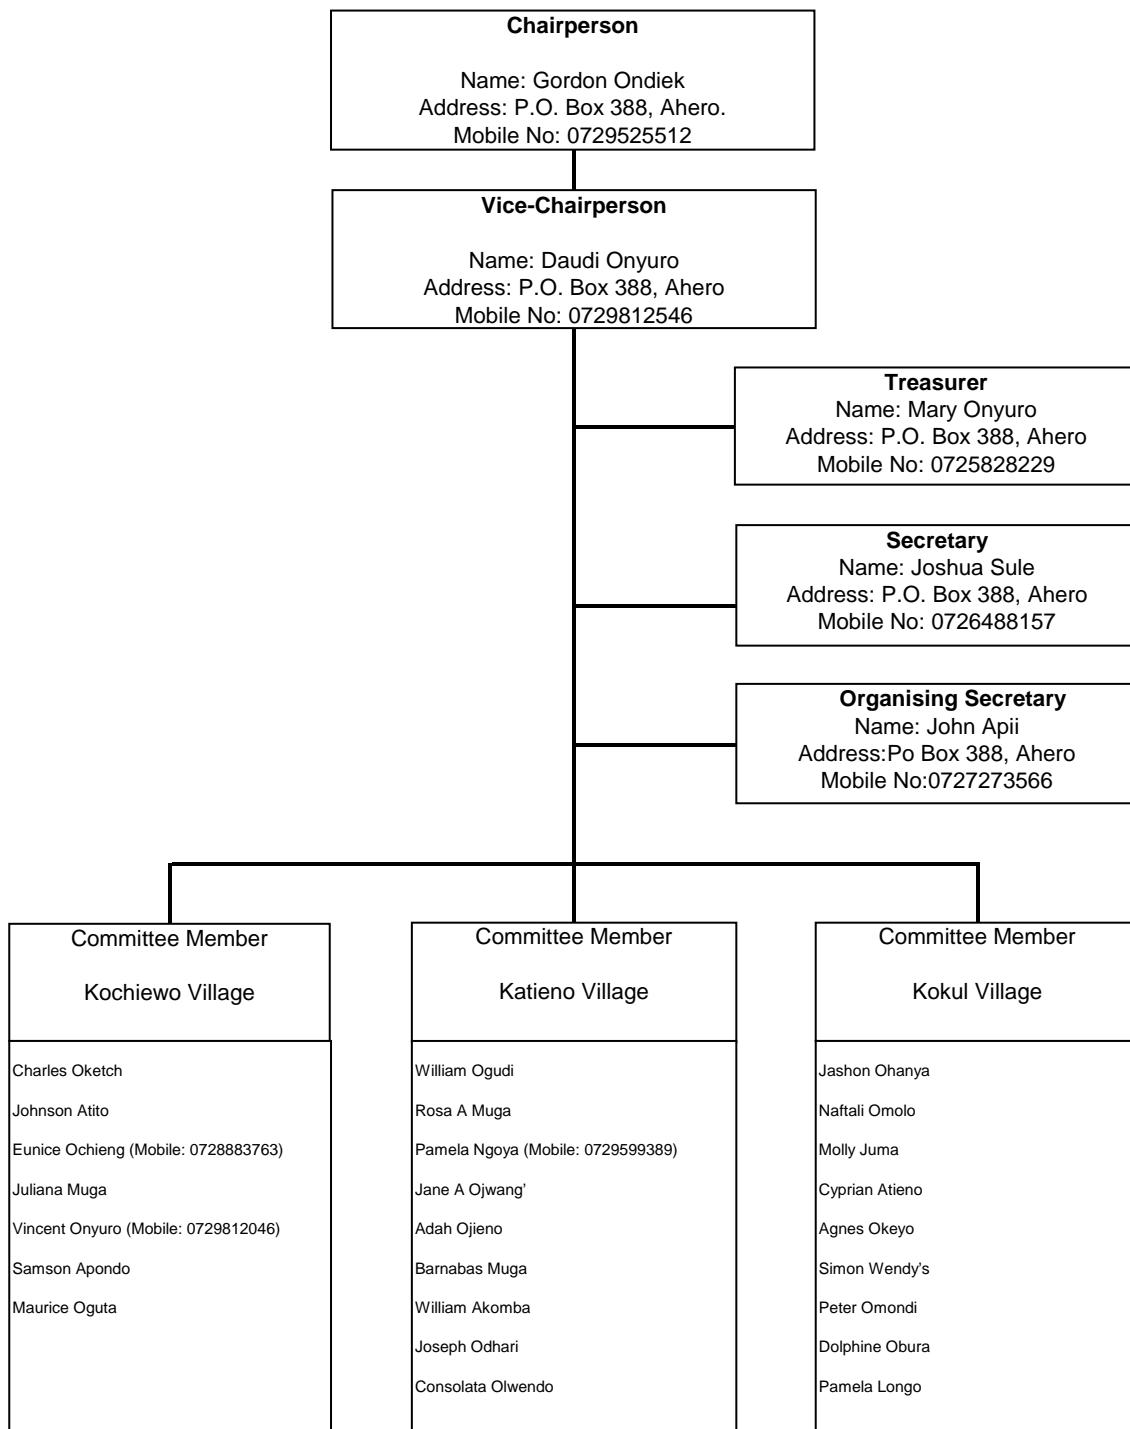 Chairperson
Name: Gordon Ondiek
Address: P.O. Box 388, Ahero.
Mobile No: 0729525512
Vice-Chairperson
Name: Daudi Onyuro
Address: P.O. Box 388, Ahero
Mobile No: 0729812546
Treasurer
Name: Mary Onyuro
Address: P.O. Box 388, Ahero
Mobile No: 0725828229
Secretary
Name: Joshua Sule
Address: P.O. Box 388, Ahero
Mobile No: 0726488157
Organising Secretary
Name: John Apii
Address:Po Box 388, Ahero
Mobile No:0727273566
Committee Member
Kochiewo Village
Charles Oketch
Johnson Atito
Eunice Ochieng (Mobile: 0728883763)
Juliana Muga
Vincent Onyuro (Mobile: 0729812046)
Samson Apondo
Maurice Oguta
Committee Member
Katieno Village
William Ogudi
Rosa A Muga
Pamela Ngoya (Mobile: 0729599389)
Jane A Ojwang’
Adah Ojieno
Barnabas Muga
William Akomba
Joseph Odhari
Consolata Olwendo
Committee Member
Kokul Village
Jashon Ohanya
Naftali Omolo
Molly Juma
Cyprian Atieno
Agnes Okeyo
Simon Wendy’s
Peter Omondi
Dolphine Obura
Pamela Longo